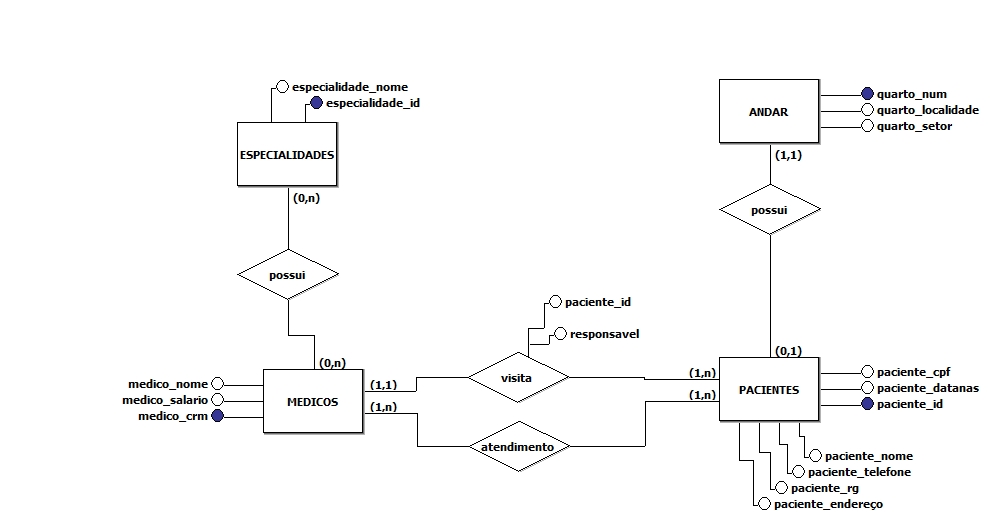 especialidade_nome
especialidade_id
ESPECIALIDADES
(0,n)
possui
(0,n)
medico_nome
medico_salario
medico_crm
MEDICOS
(1,1)
(1,n)
paciente_id
responsavel
visita
atendimento
(1,n)
(1,n)
ANDAR
quarto_num
quarto_localidade
quarto_setor
(1,1)
possui
(0,1)
PACIENTES
paciente_cpf
paciente_datanas
paciente_id
paciente_nome
paciente_telefone
paciente_rg
paciente_endereço